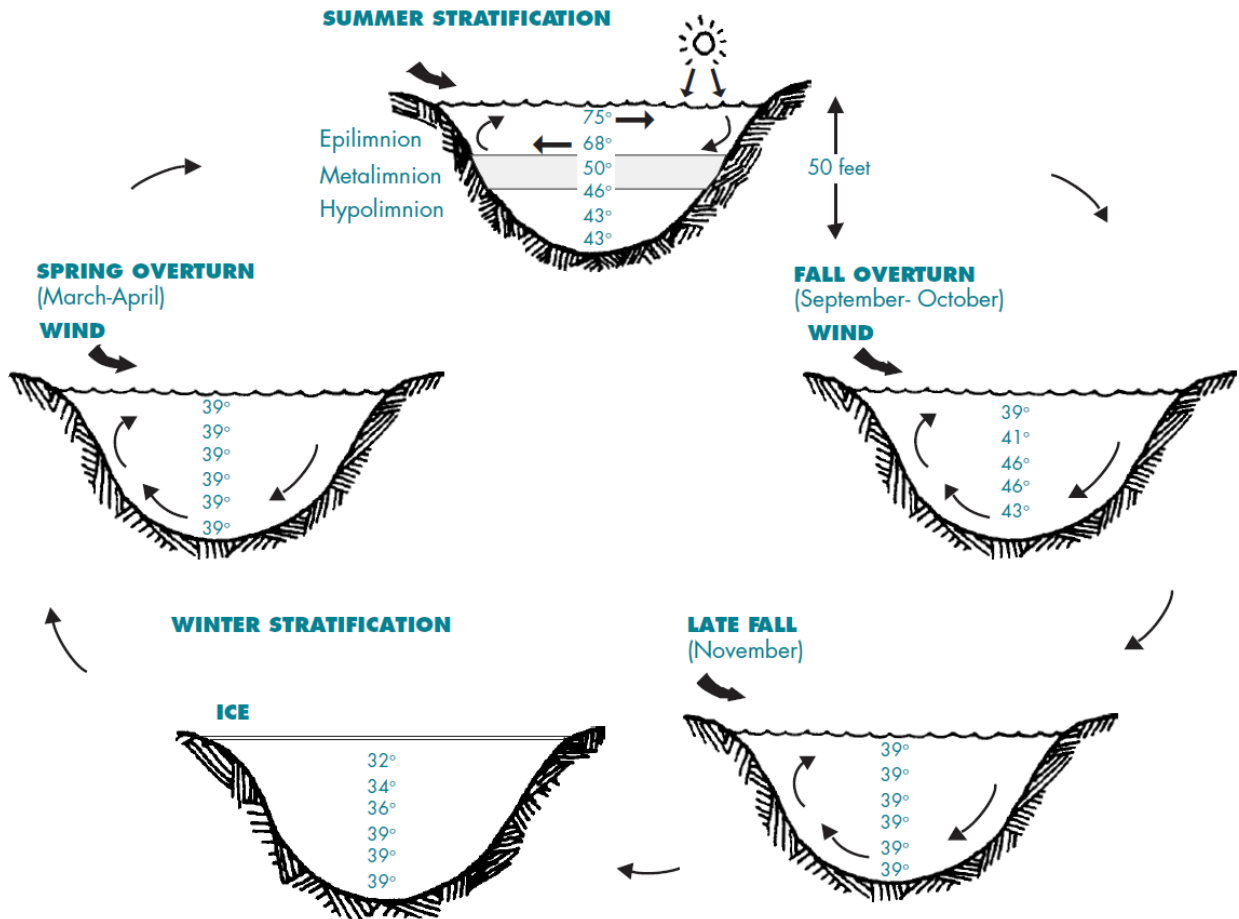 SUMMER STRATIFICATION
75°
68°
50°
46°
43°
43°
Epilimnion
Metalimnion
Hypolimnion
50 feet
SPRING OVERTURN
(March-April)
WIND
39°
39°
39°
39°
39°
39°
FALL OVERTURN
(September- October)
WIND
39°
41°
46°
46°
43°
WINTER STRATIFICATION
ICE
32°
34°
36°
39°
39°
39°
LATE FALL
(November)
39°
39°
39°
39°
39°
39°